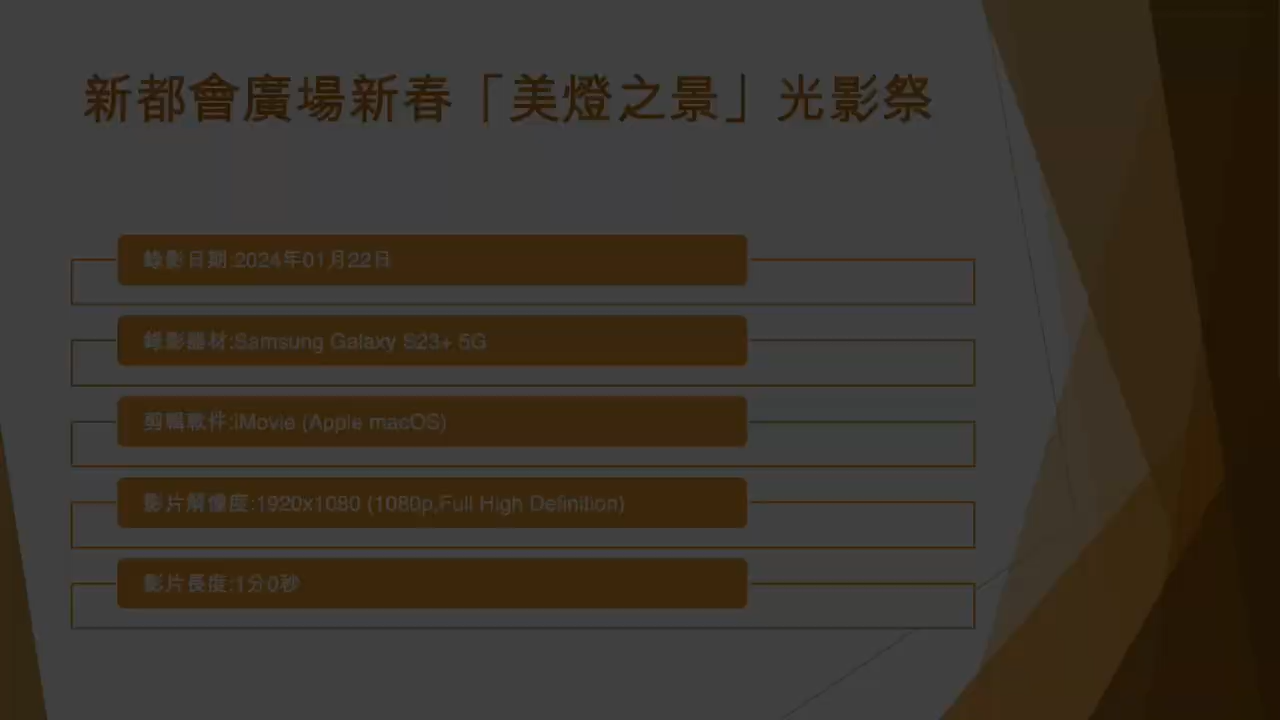 新都會廣場新春「美燈之景」光影祭
錄影日期:2024年01月22日
錄影器材:Samsung Galaxy S23+ 5G
剪輯軟件:iMovie (Apple macOS)
影片解像度:1920x1080 (1080p,Full High Definition)
影片長度:1分0秒